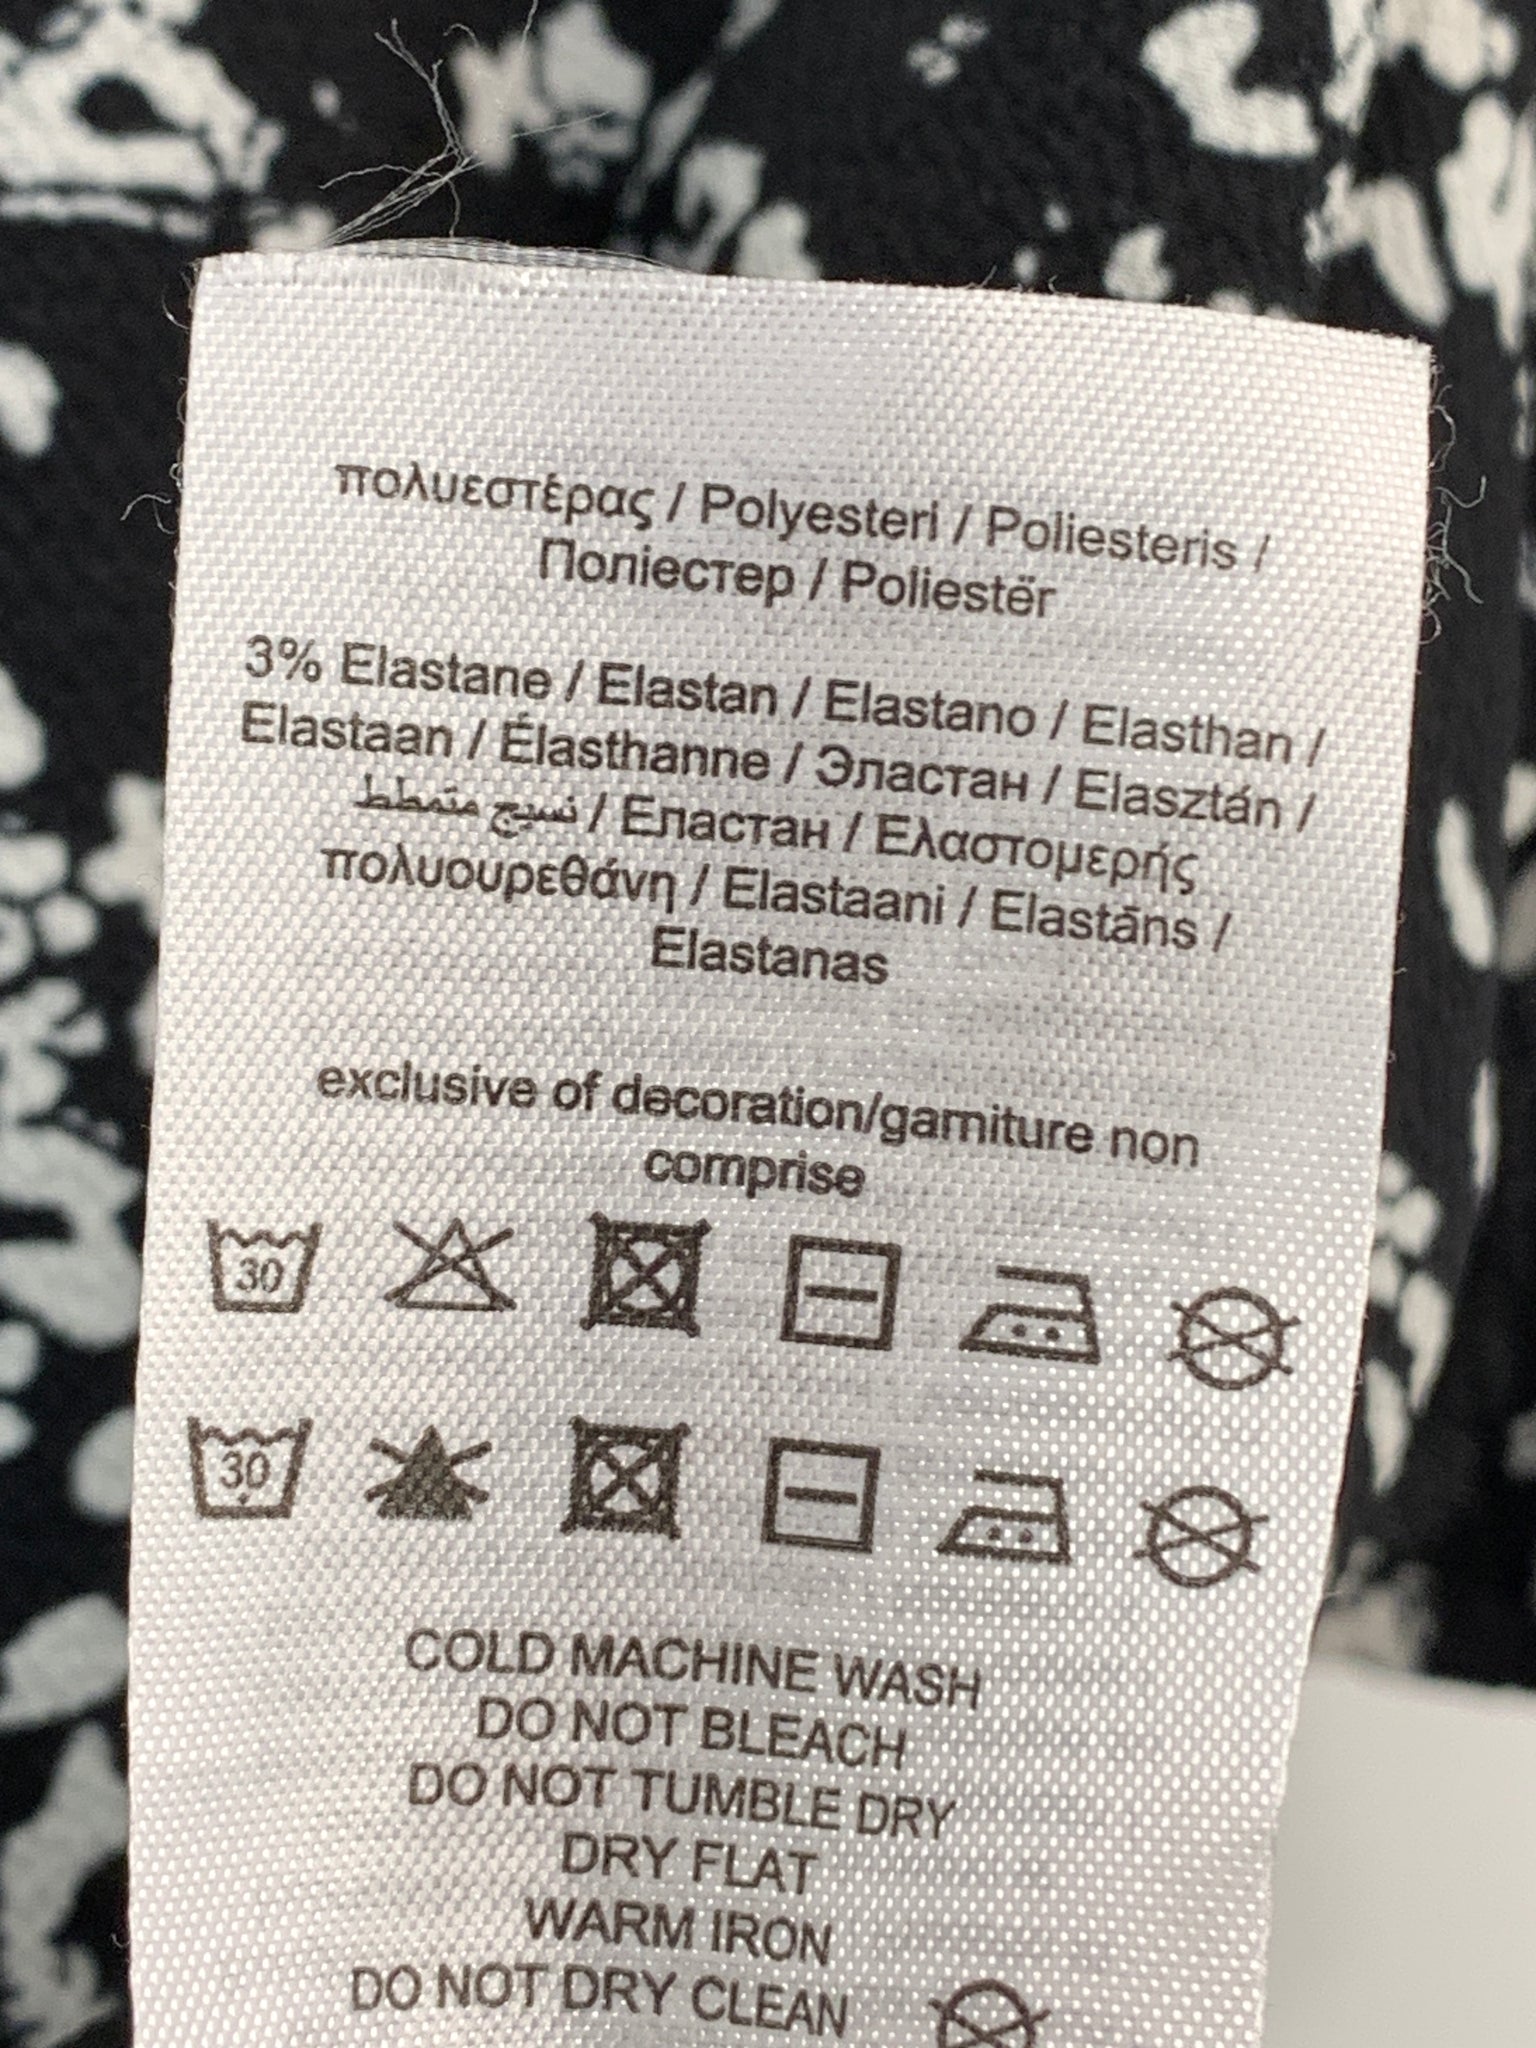 πολυεστέρας / Polyesteri / Poliesteris /
Поліестер / Poliestër
3% Elastane / Elastan / Elastano / Elasthan /
Elastaan / Élasthanne / Эластан / Elasztán /
نسيج متمطط / Еластан / Ελαστομερής
πολυουρεθάνη / Elastaani / Elastāns /
Elastanas
exclusive of decoration/garniture non
comprise
30
30
COLD MACHINE WASH
DO NOT BLEACH
DO NOT TUMBLE DRY
DRY FLAT
WARM IRON
DO NOT DRY CLEAN